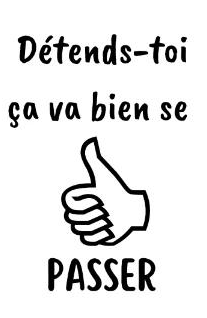 Détends-toi
ça va bien se
PASSER